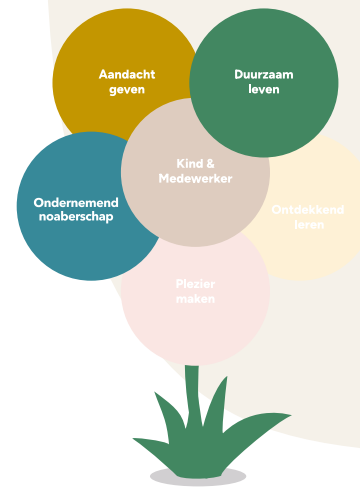 Aandacht
geven
Duurzaam
leven
Kind &
Medewerker
Ondernemend
noaberschap
Ontdekkend
leren
Plezier
maken